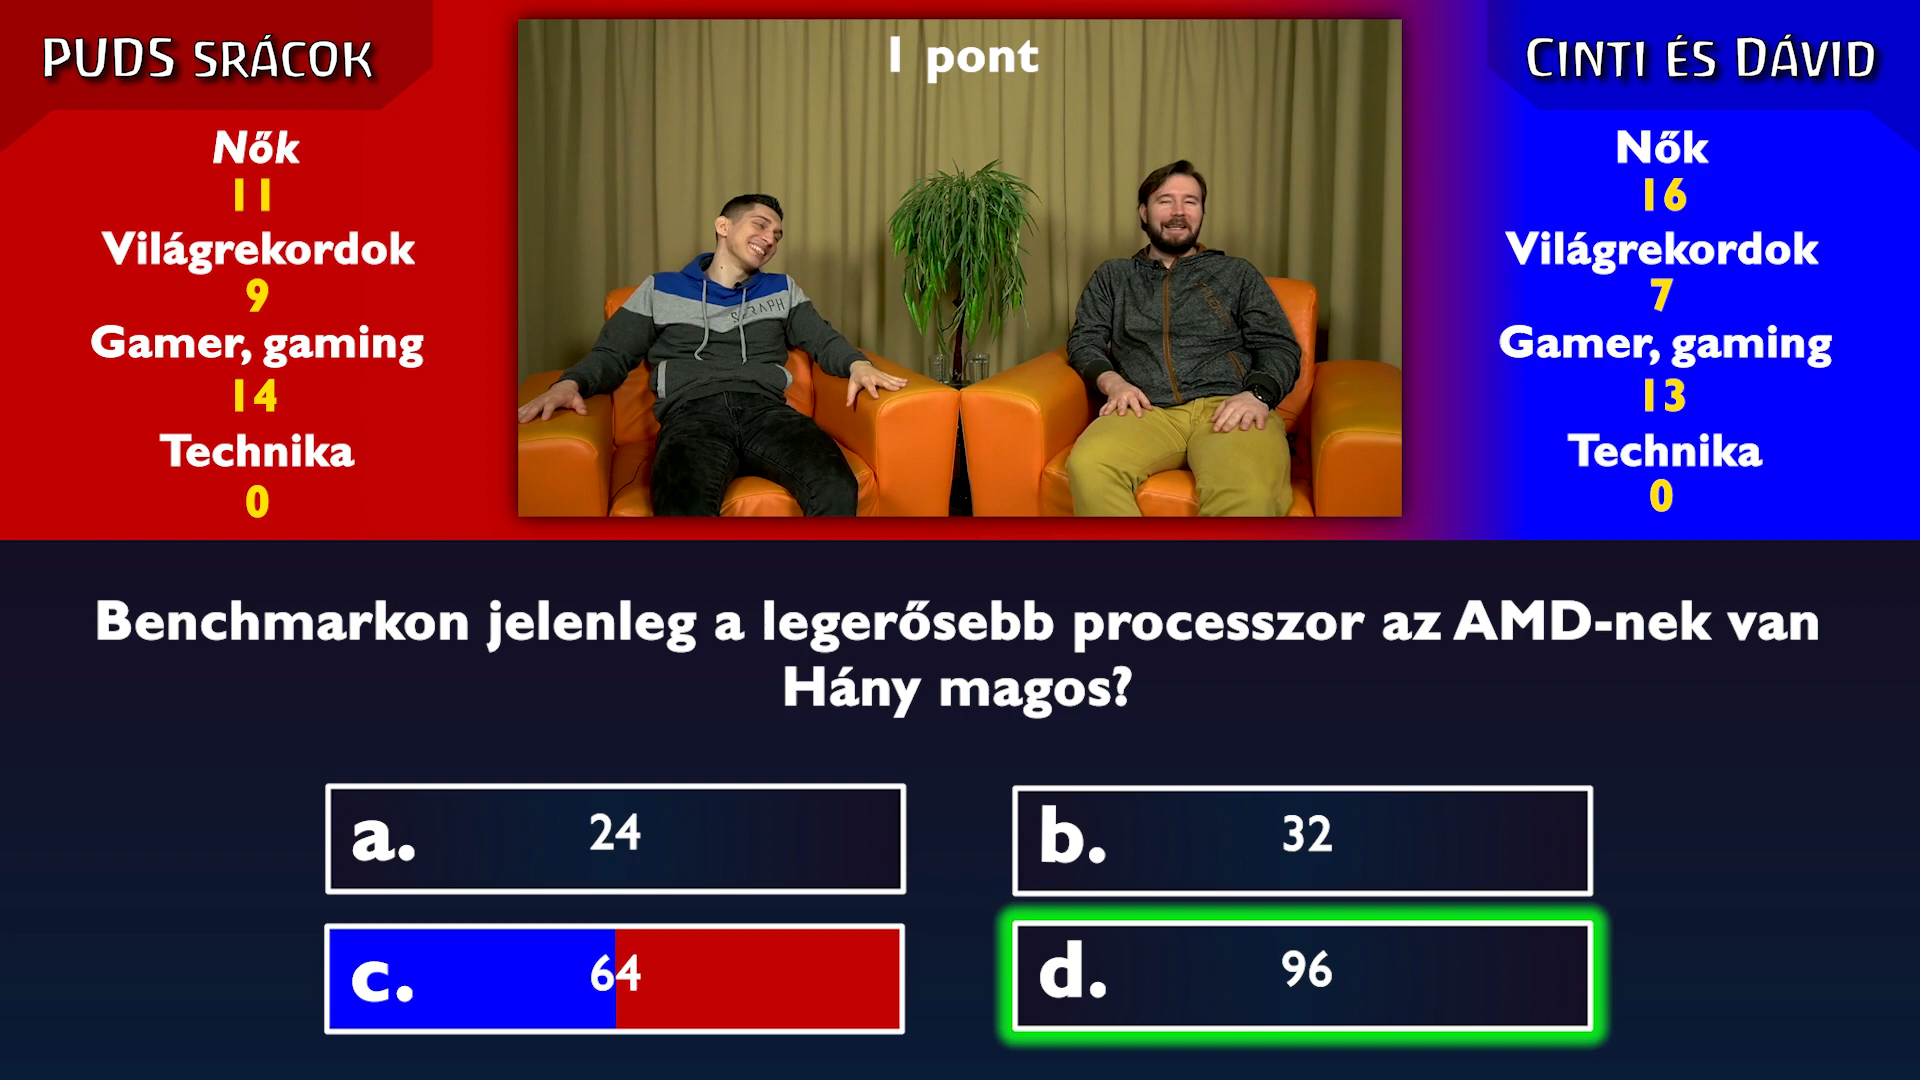 PUDS SRÁCOK
Nők
11
Világrekordok
9
Gamer, gaming
14
Technika
0
1 pont
SERAPH
CINTI ÉS DÁVID
Nők
16
Világrekordok
7
Gamer, gaming
13
Technika
0
Benchmarkon jelenleg a legerősebb processzor az AMD-nek van
Hány magos?
a. 24
b. 32
c. 64
d. 96